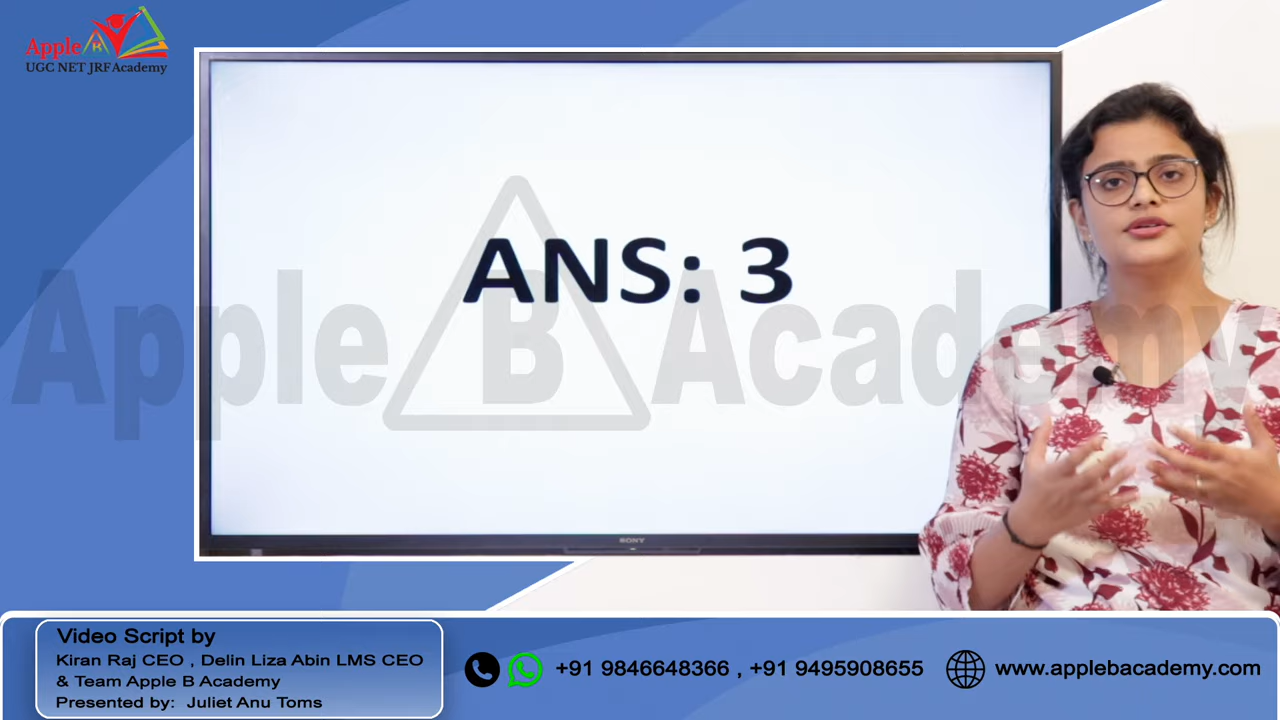 Apple B
UGC NET JRF Academy
ANS: 3
Apple B Academy
SONY
Video Script by
Kiran Raj CEO , Delin Liza Abin LMS CEO
& Team Apple B Academy
Presented by: Juliet Anu Toms
+91 9846648366 , +91 9495908655
www.applebacademy.com